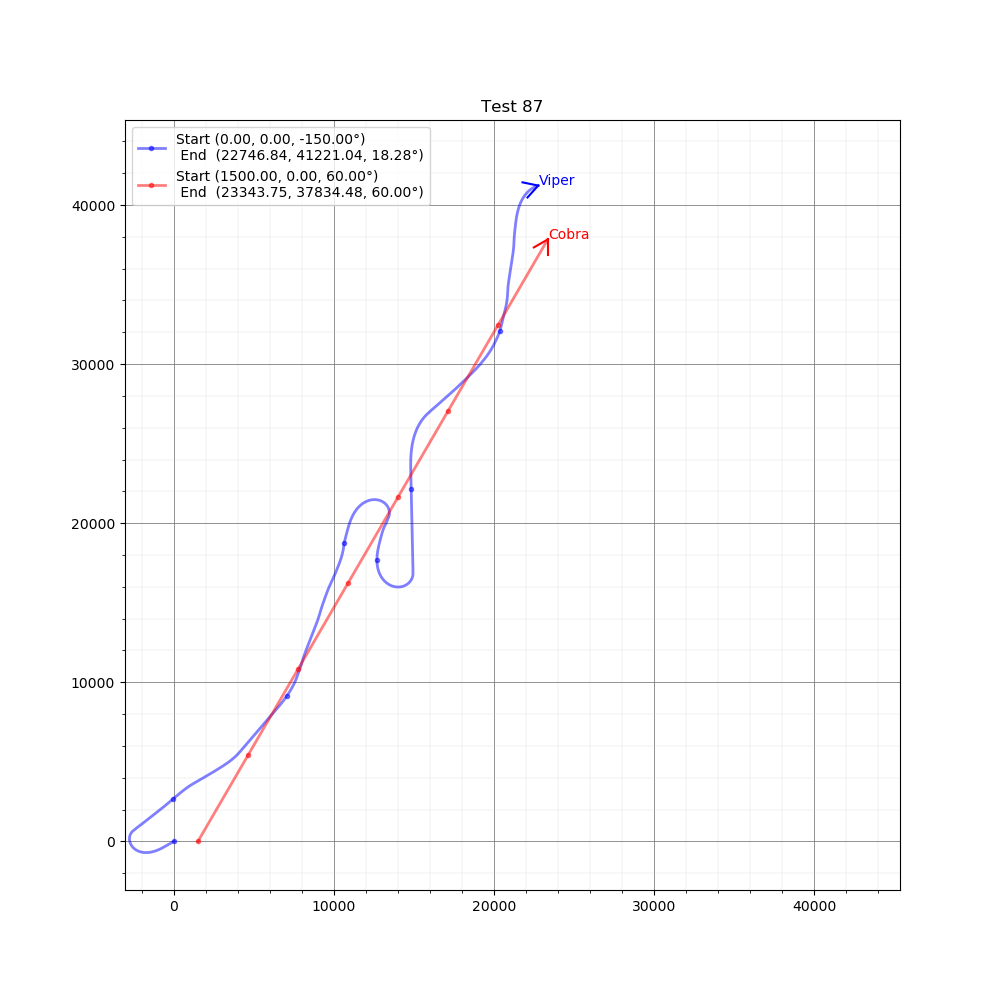 Test 87
Start (0.00, 0.00, -150.00°)
End (22746.84, 41221.04, 18.28°)
Start (1500.00, 0.00, 60.00°)
End (23343.75, 37834.48, 60.00°)
Viper
Cobra
40000
30000
20000
10000
0
0 10000 20000 30000 40000